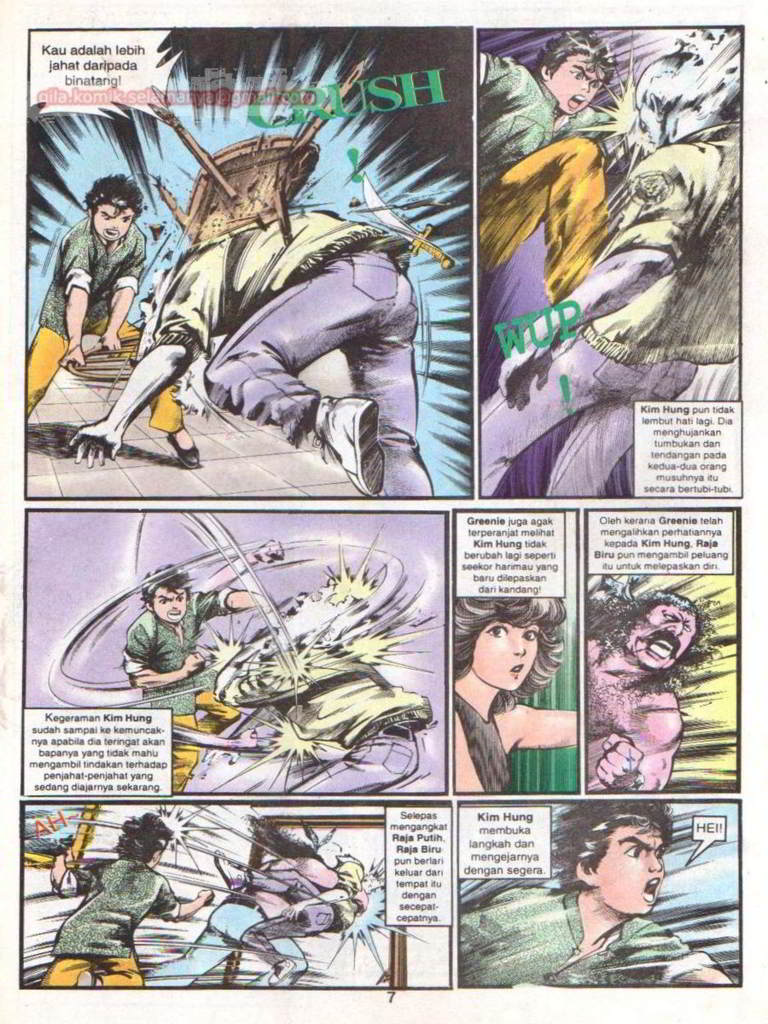 Kau adalah lebih
jahat daripada
binatang!
gila.komik.selamanya@gmail.com
CRUSH
!
WUP
!
Kim Hung pun tidak
lembut hati lagi. Dia
menghujankan
tumbukan dan
tendangan pada
kedua-dua orang
musuhnya itu
secara bertubi-tubi.
Kegeraman Kim Hung
sudah sampai ke kemuncak-
nya apabila dia teringat akan
bapanya yang tidak mahu
mengambil tindakan terhadap
penjahat-penjahat yang
sedang diajarnya sekarang.
Greenie juga agak
terperanjat melihat
Kim Hung tidak
berubah lagi seperti
seekor harimau yang
baru dilepaskan
dari kandang!
Oleh kerana Greenie telah
mengalihkan perhatiannya
kepada Kim Hung, Raja
Biru pun mengambil peluang
itu untuk melepaskan diri.
AH-
Selepas
mengangkat
Raja Putih,
Raja Biru
pun berlari
keluar dari
tempat itu
dengan
secepat-
cepatnya.
Kim Hung
membuka
langkah dan
mengejarnya
dengan segera.
HEI!
7